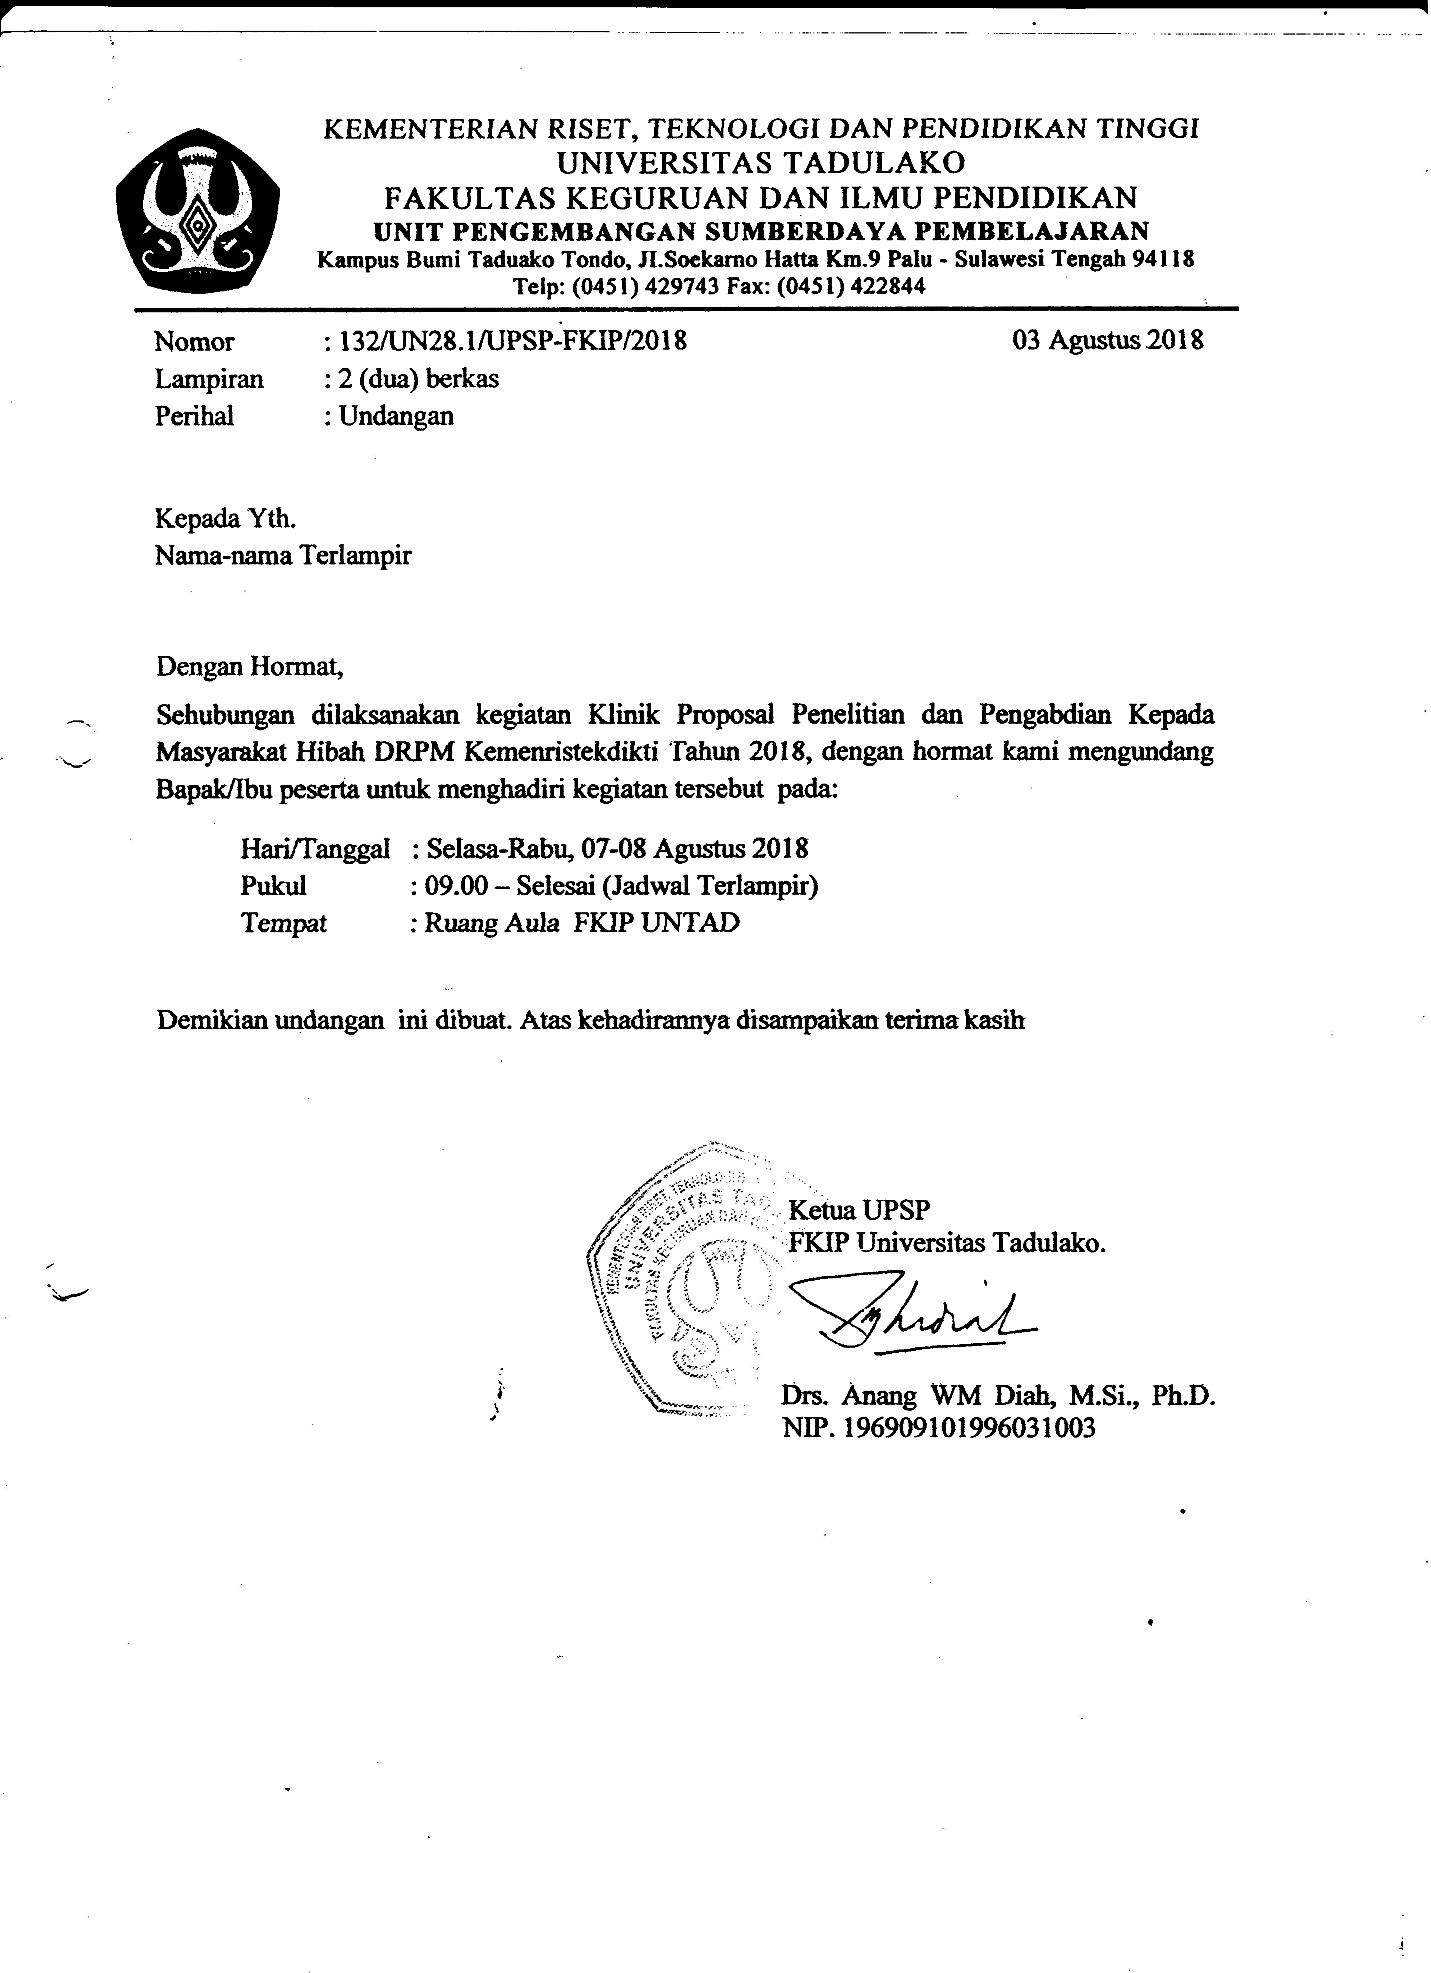 KEMENTERIAN RISET, TEKNOLOGI DAN PENDIDIKAN TINGGI
UNIVERSITAS TADULAKO
FAKULTAS KEGURUAN DAN ILMU PENDIDIKAN
UNIT PENGEMBANGAN SUMBERDAYA PEMBELAJARAN
Kampus Bumi Taduako Tondo, Jl.Soekarno Hatta Km.9 Palu - Sulawesi Tengah 94118
Telp: (0451) 429743 Fax: (0451) 422844
Nomor : 132/UN28.1/UPSP-FKIP/2018 03 Agustus 2018
Lampiran : 2 (dua) berkas
Perihal : Undangan
Kepada Yth.
Nama-nama Terlampir
Dengan Hormat,
Sehubungan dilaksanakan kegiatan Klinik Proposal Penelitian dan Pengabdian Kepada
Masyarakat Hibah DRPM Kemenristekdikti Tahun 2018, dengan hormat kami mengundang
Bapak/Ibu peserta untuk menghadiri kegiatan tersebut pada:
Hari/Tanggal : Selasa-Rabu, 07-08 Agustus 2018
Pukul : 09.00 – Selesai (Jadwal Terlampir)
Tempat : Ruang Aula FKIP UNTAD
Demikian undangan ini dibuat. Atas kehadirannya disampaikan terima kasih
Ketua UPSP
FKIP Universitas Tadulako.
Drs. Anang WM Diah, M.Si., Ph.D.
NIP. 196909101996031003